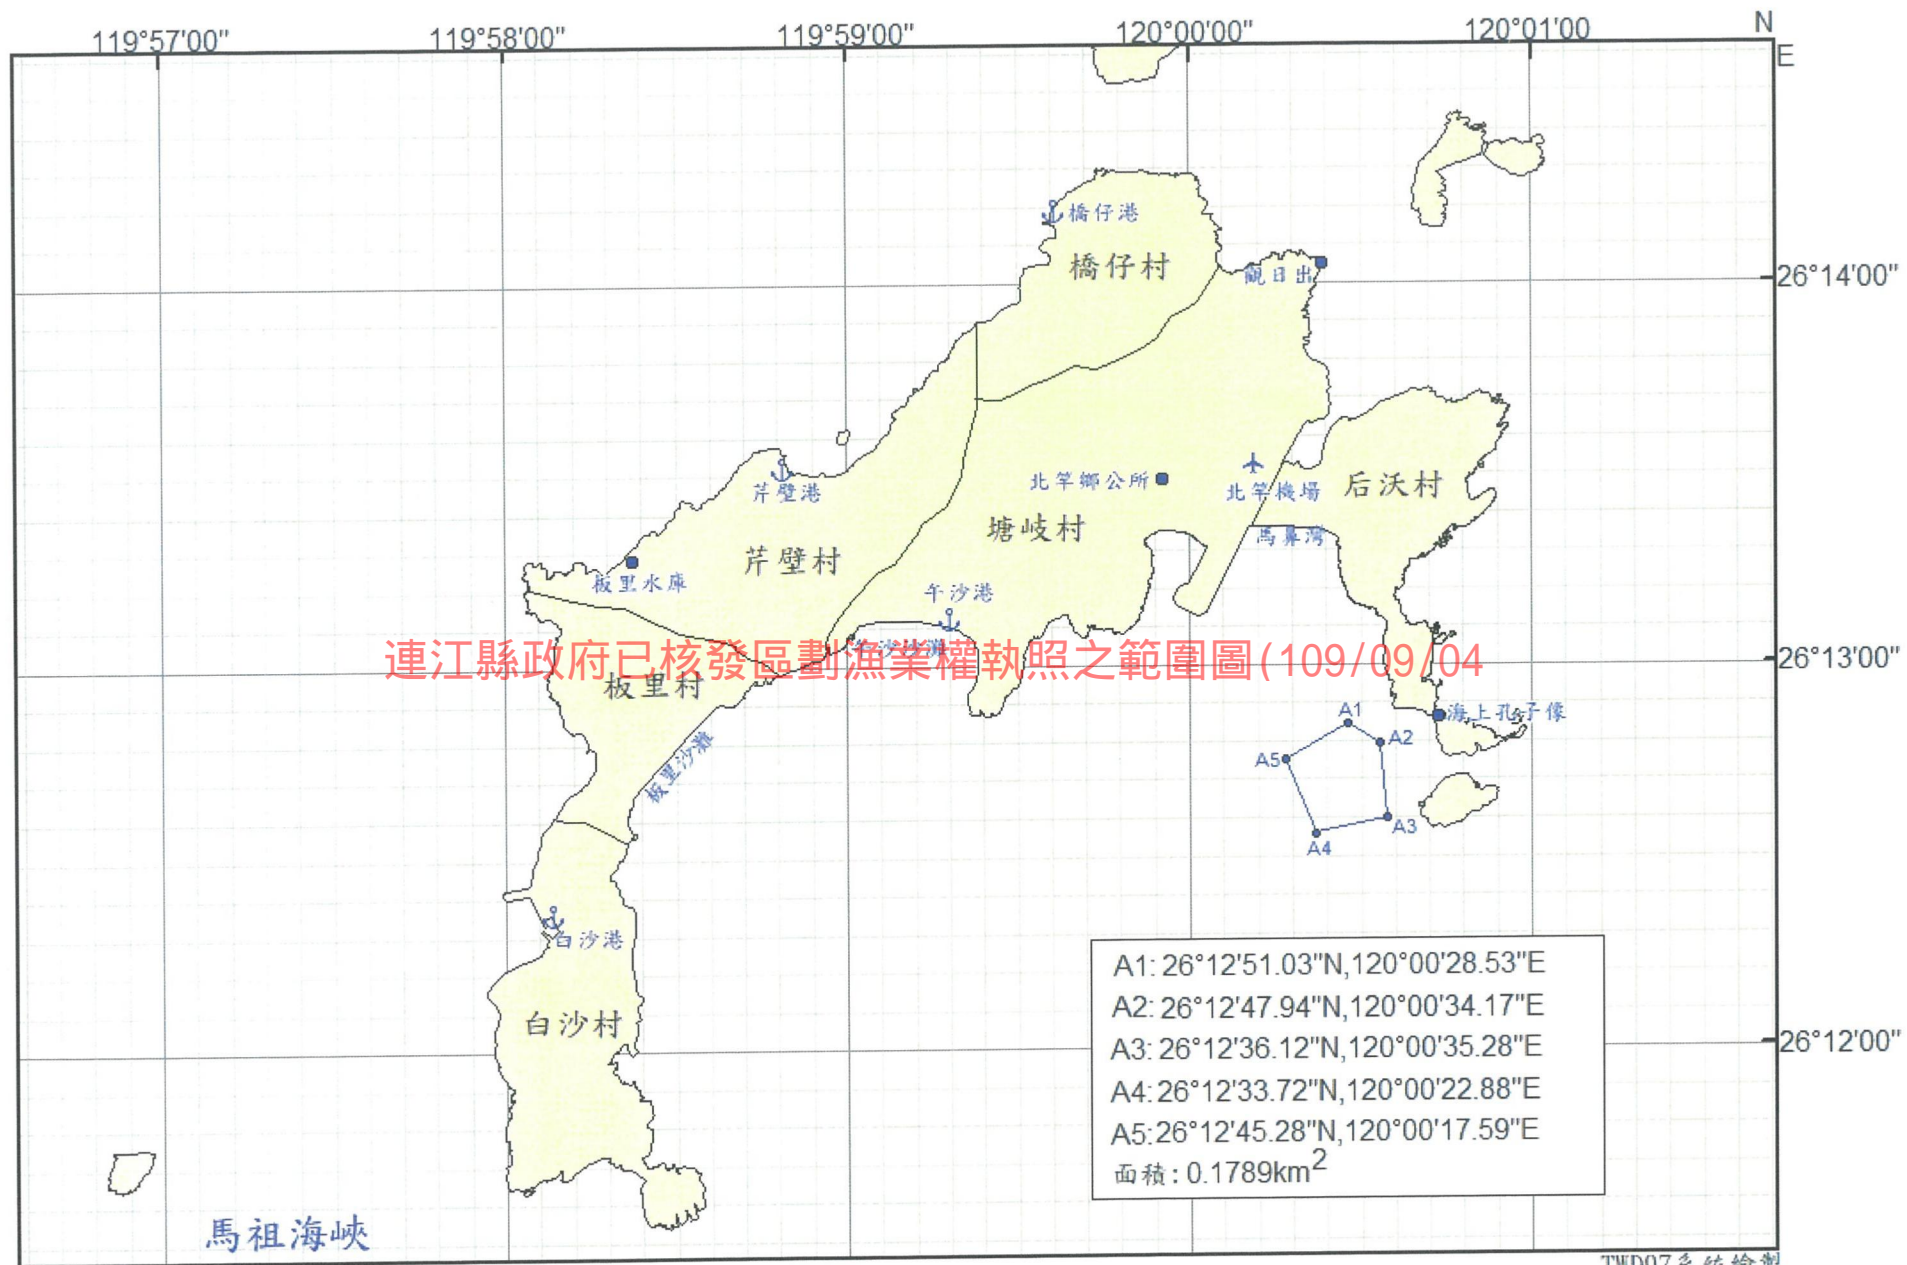 119°57'00"
119°58'00"
119°59'00"
120°00'00"
120°01'00
N
E
26°14'00"
26°13'00"
26°12'00"
橋仔港
橋仔村
觀日出
北竿鄉公所
北竿機場
后沃村
芹壁港
塘岐村
馬鼻灣
芹壁村
板里水庫
午沙港
午沙沙灘
連江縣政府已核發區劃漁業權執照之範圍圖(109/09/04
板里村
海上孔子像
A1
A2
A5
A3
A4
板里沙灘
白沙港
白沙村
A1: 26°12'51.03"N,120°00'28.53"E
A2: 26°12'47.94"N,120°00'34.17"E
A3: 26°12'36.12"N,120°00'35.28"E
A4: 26°12'33.72"N,120°00'22.88"E
A5: 26°12'45.28"N,120°00'17.59"E
面積: 0.1789km²
馬祖海峽